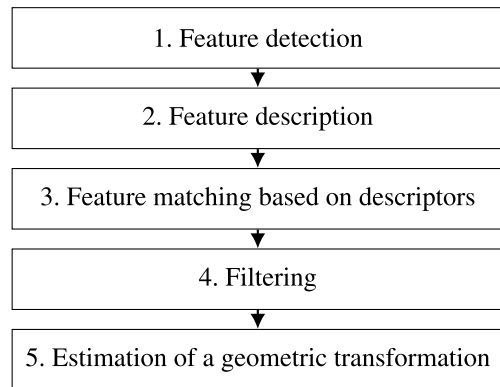 1. Feature detection
2. Feature description
3. Feature matching based on descriptors
4. Filtering
5. Estimation of a geometric transformation